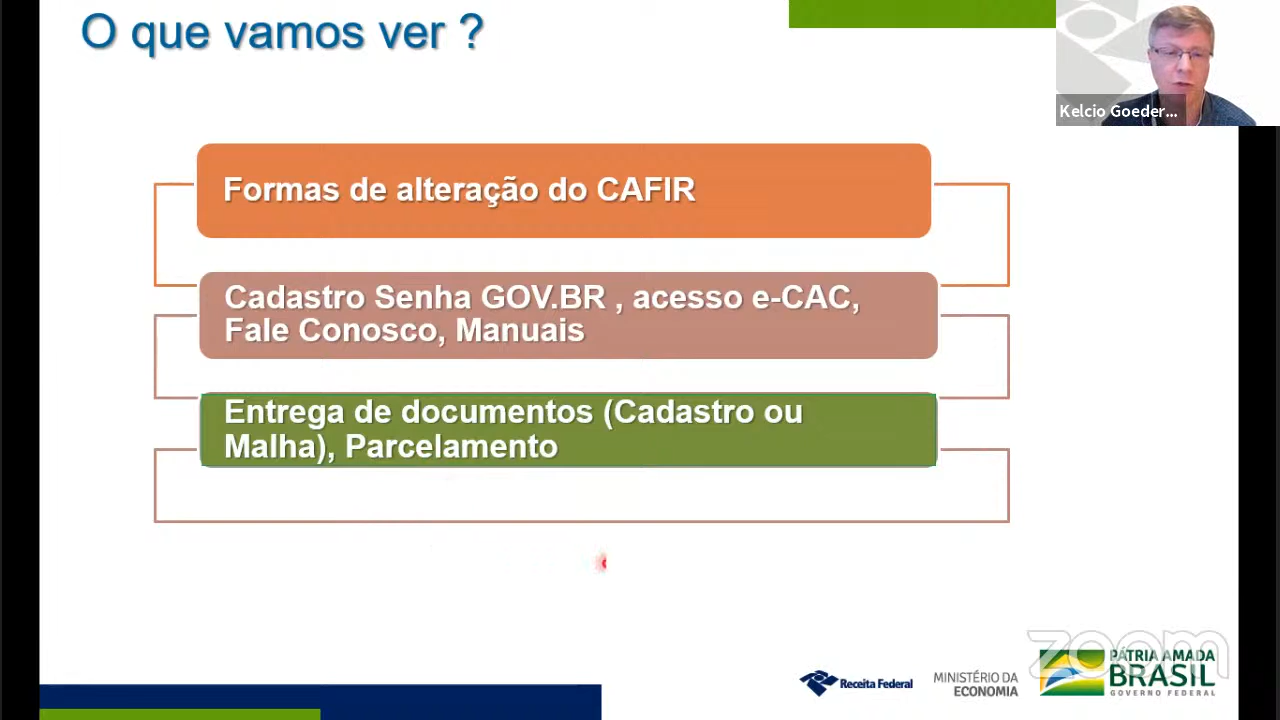 O que vamos ver ?
Kelcio Goeder...
Formas de alteração do CAFIR
Cadastro Senha GOV.BR , acesso e-CAC,
Fale Conosco, Manuais
Entrega de documentos (Cadastro ou
Malha), Parcelamento
zoom
Receita Federal
MINISTÉRIO DA
ECONOMIA
PÁTRIA AMADA
BRASIL
GOVERNO FEDERAL